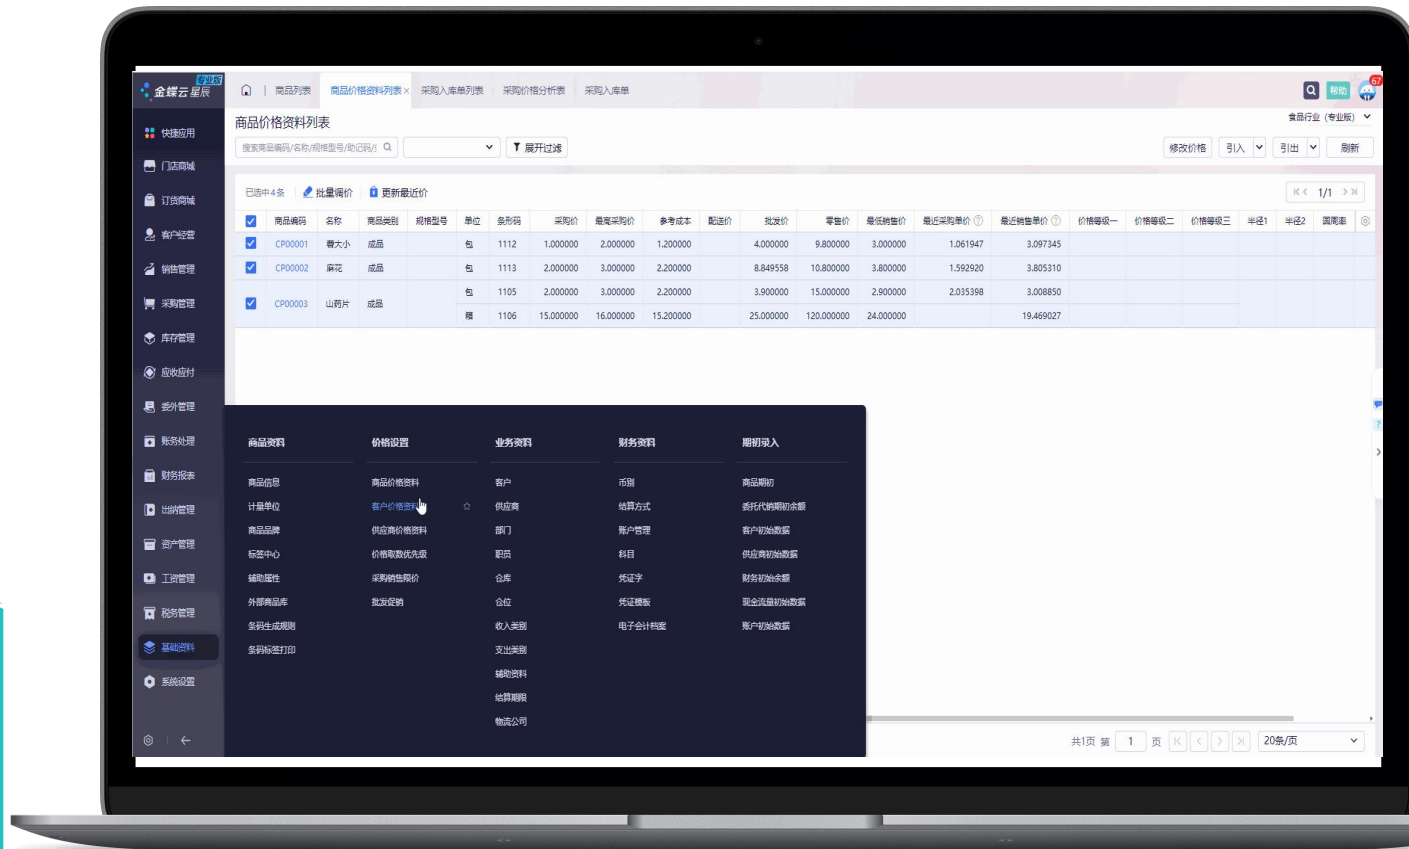 专业版
金蝶云星辰
商品列表 商品价格资料列表× 采购入库单列表 采购价格分析表 采购入库单
帮助
67
快捷应用
门店商城
订货商城
客户经营
销售管理
采购管理
库存管理
应收应付
委外管理
账务处理
财务报表
出纳管理
资产管理
工资管理
税务管理
基础资料
系统设置
商品价格资料列表
食品行业 (专业版)
搜索商品编码/名称/规格型号/助记码/
展开过滤
修改价格 引入 引出 刷新
已选中4条 批量调价 更新最近价
1/1
商品编码 名称 商品类别 规格型号 单位 条形码 采购价 最高采购价 参考成本 配送价 批发价 零售价 最低销售价 最近采购单价 最近销售单价 价格等级一 价格等级二 价格等级三 半径1 半径2 圆周率
CP00001 成品 包 1112 1.000000 2.000000 1.200000 4.000000 9.800000 3.000000 1.061947 3.097345
CP00002 麻花 成品 包 1113 2.000000 3.000000 2.200000 8.849558 10.800000 3.800000 1.592920 3.805310
CP00003 山药片 成品 包 1105 2.000000 3.000000 2.200000 3.900000 15.000000 2.900000 2.035398 3.008850
箱 1106 15.000000 16.000000 15.200000 25.000000 120.000000 24.000000 19.469027
商品资料
商品信息
计量单位
商品品牌
标签中心
辅助属性
外部商品库
条码生成规则
条码标签打印
价格设置
商品价格资料
客户价格资料
供应商价格资料
价格取数优先级
采购销售限价
批发促销
业务资料
客户
供应商
部门
职员
仓库
仓位
收入类别
支出类别
辅助资料
结算期限
物流公司
财务资料
币别
结算方式
账户管理
科目
凭证字
凭证模板
电子会计档案
期初录入
商品期初
委托代销期初余额
客户初始数据
供应商初始数据
财务初始余额
现金流量初始数据
账户初始数据
共1页 第 1 页 20条/页